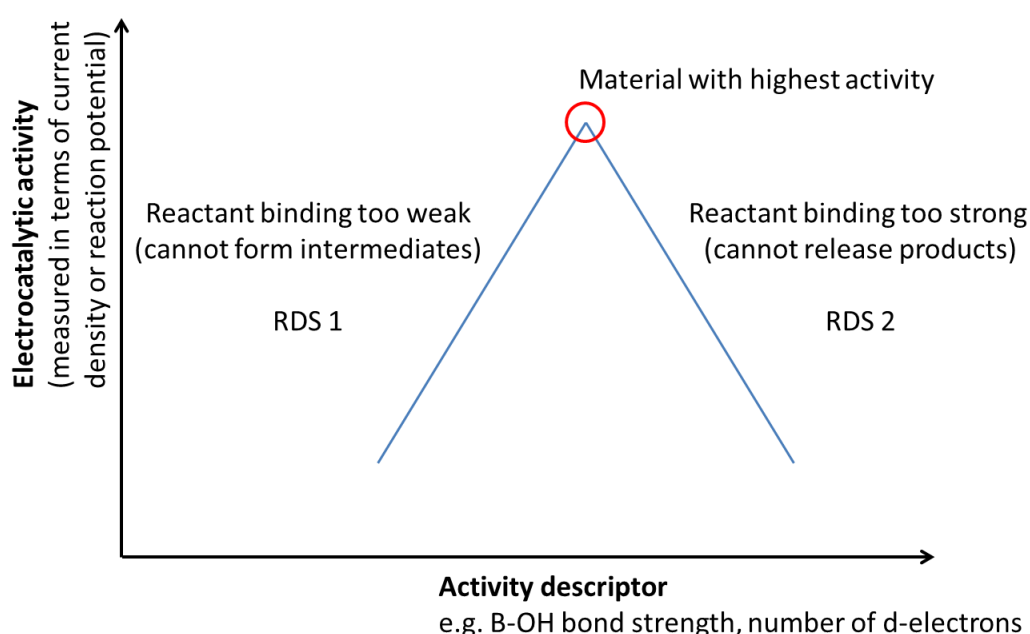 Electrocatalytic activity
(measured in terms of current
density or reaction potential)
Material with highest activity
Reactant binding too weak
(cannot form intermediates)
RDS 1
Reactant binding too strong
(cannot release products)
RDS 2
Activity descriptor
e.g. B-OH bond strength, number of d-electrons